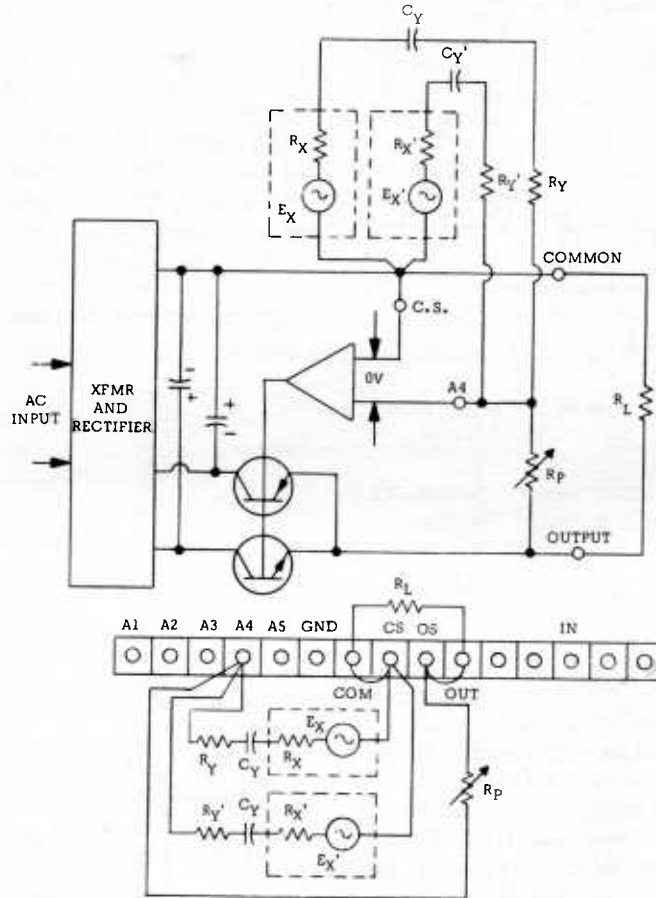 C_Y
C_Y'
R_X
R_X'
R_Y'
R_Y
E_X
E_X'
COMMON
C.S.
0V
A4
AC
INPUT
XFMR
AND
RECTIFIER
- +
+ -
R_L
R_P
OUTPUT
R_L
A1 A2 A3 A4 A5 GND CS OS IN
COM OUT
E_X
R_Y C_Y R_X
R_P
R_Y' C_Y R_X'
E_X'